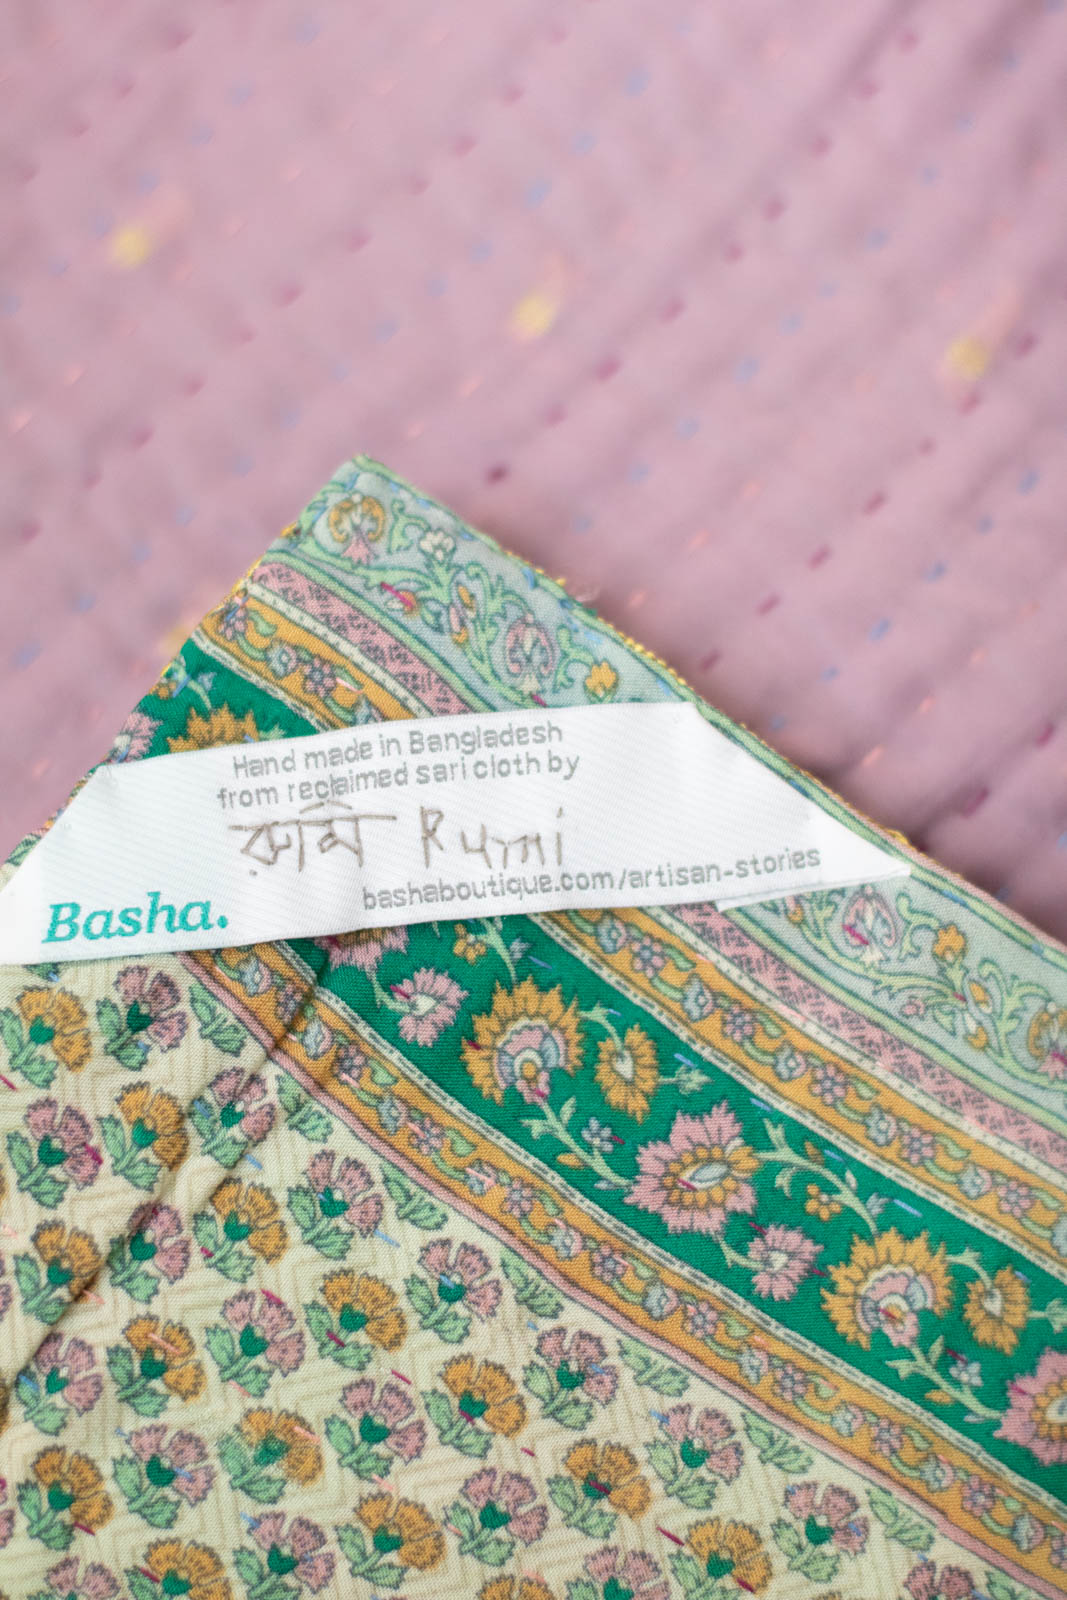 Hand made in Bangladesh
from reclaimed sari cloth by
রুমি Rumi
bashaboutique.com/artisan-stories
Basha.